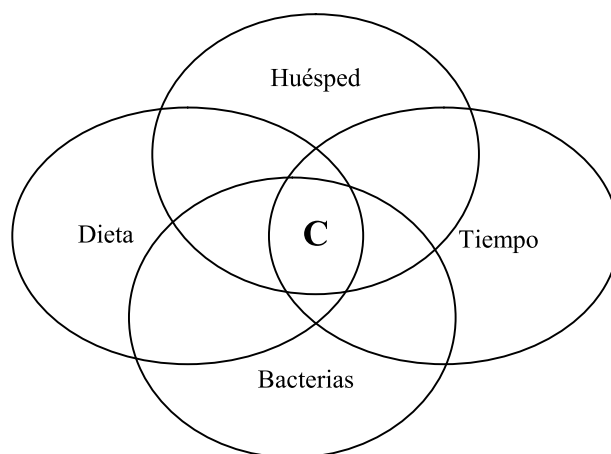 Huésped
Dieta
C
Tiempo
Bacterias